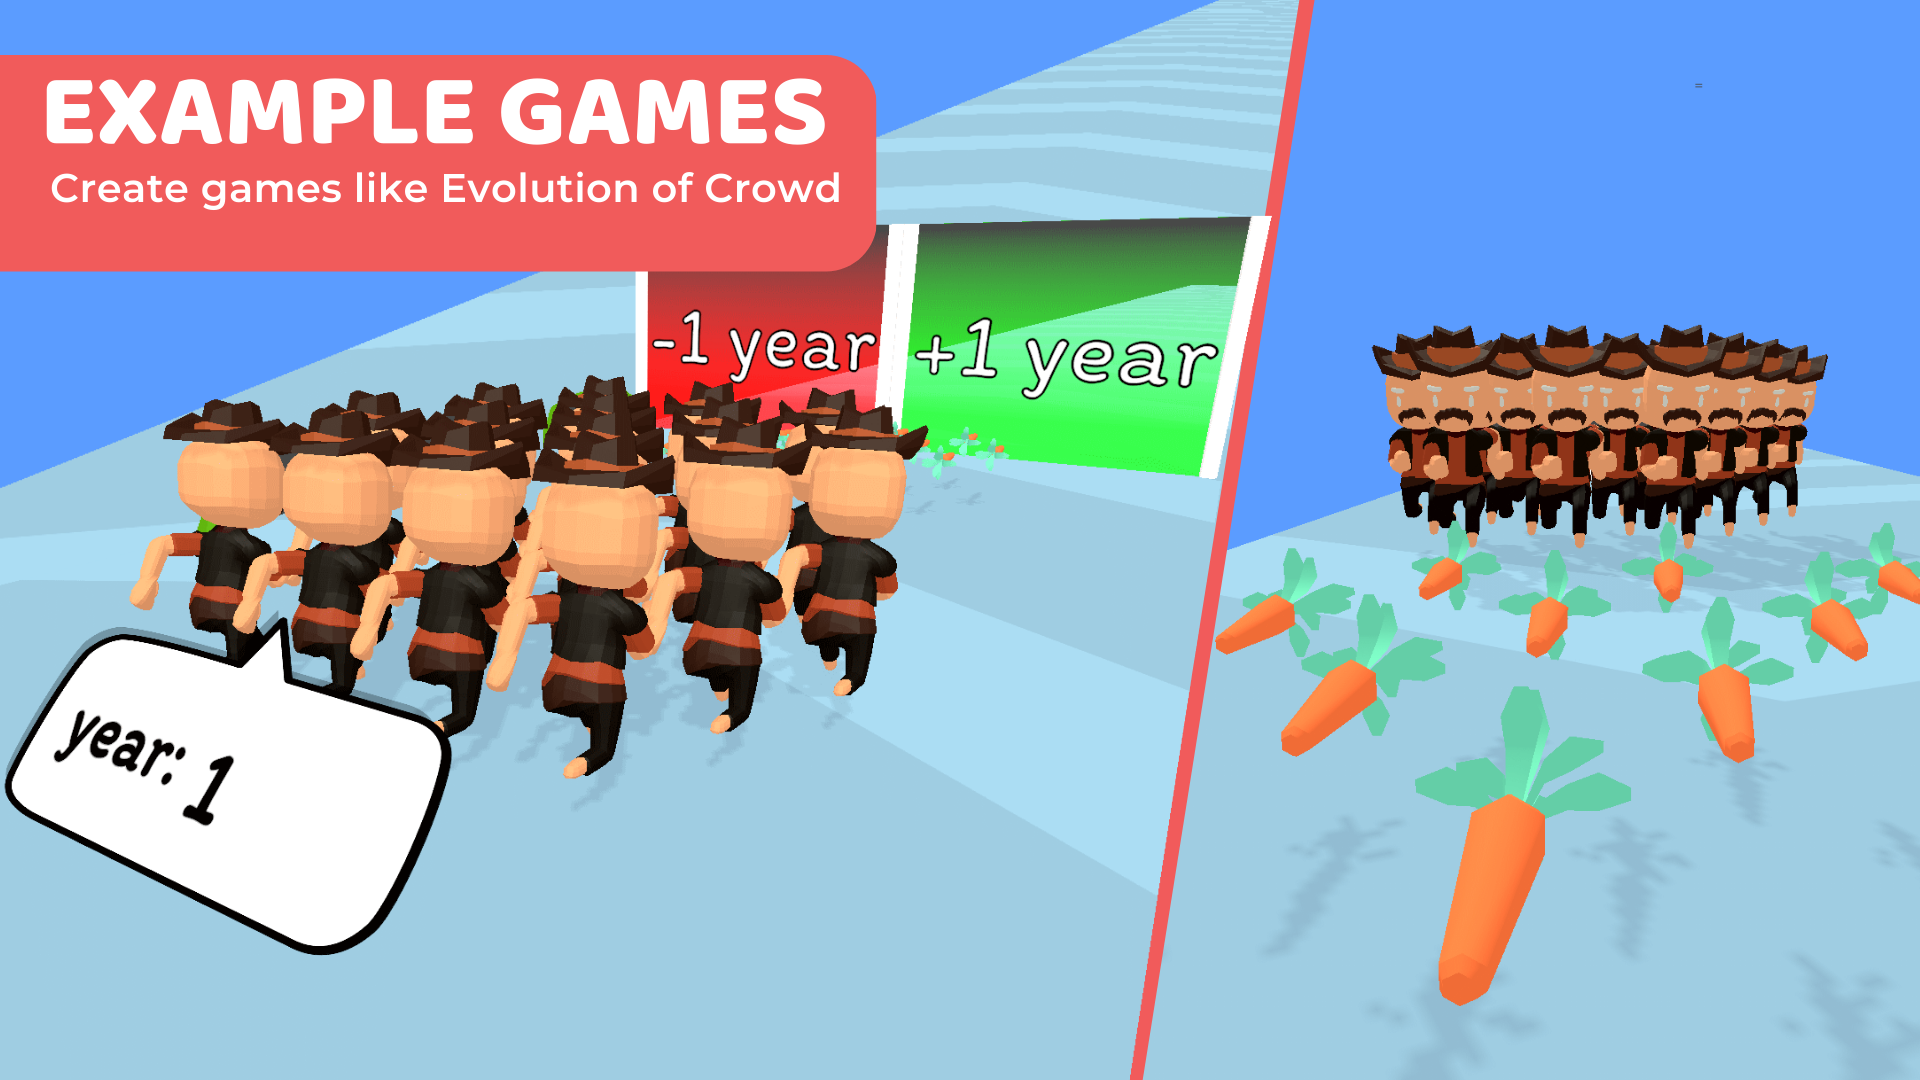 EXAMPLE GAMES
Create games like Evolution of Crowd
-1 year
+1 year
year: 1